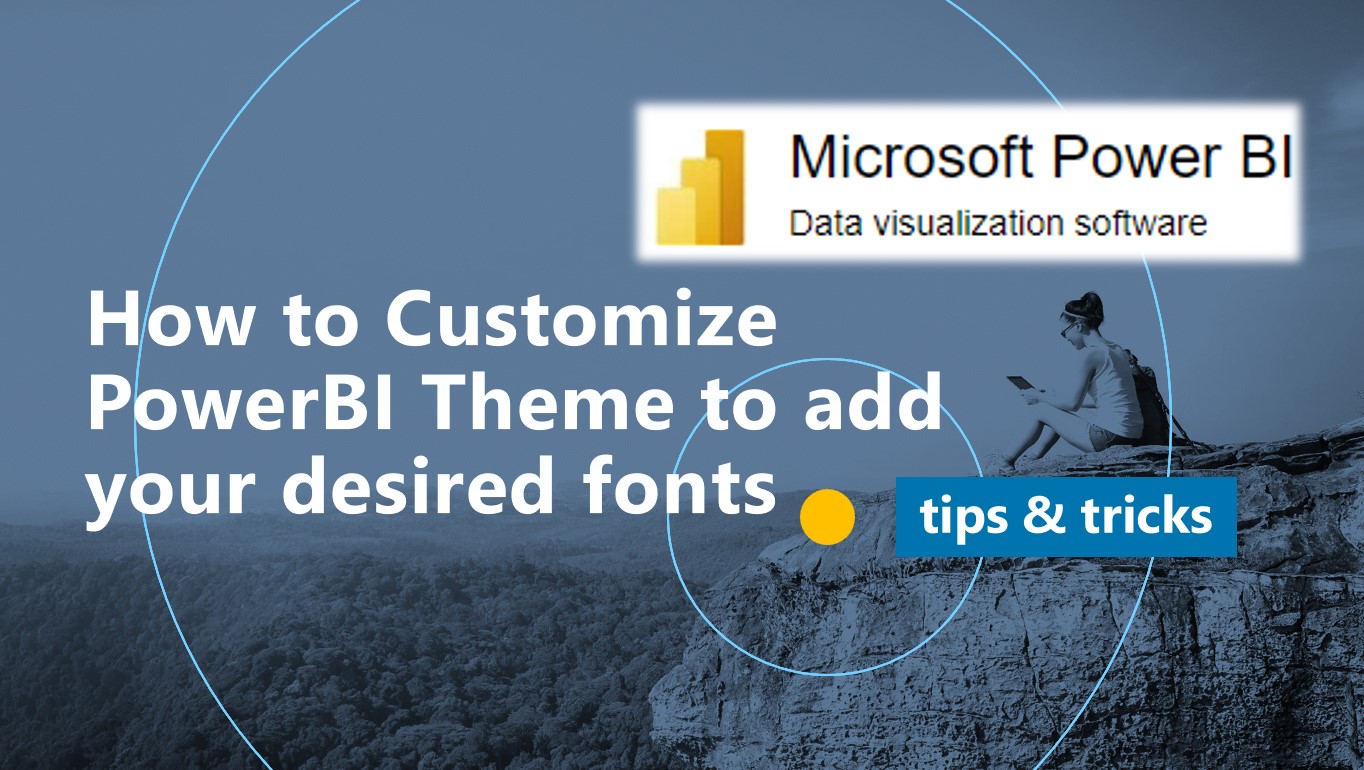 Microsoft Power BI
Data visualization software
How to Customize
PowerBI Theme to add
your desired fonts
tips & tricks